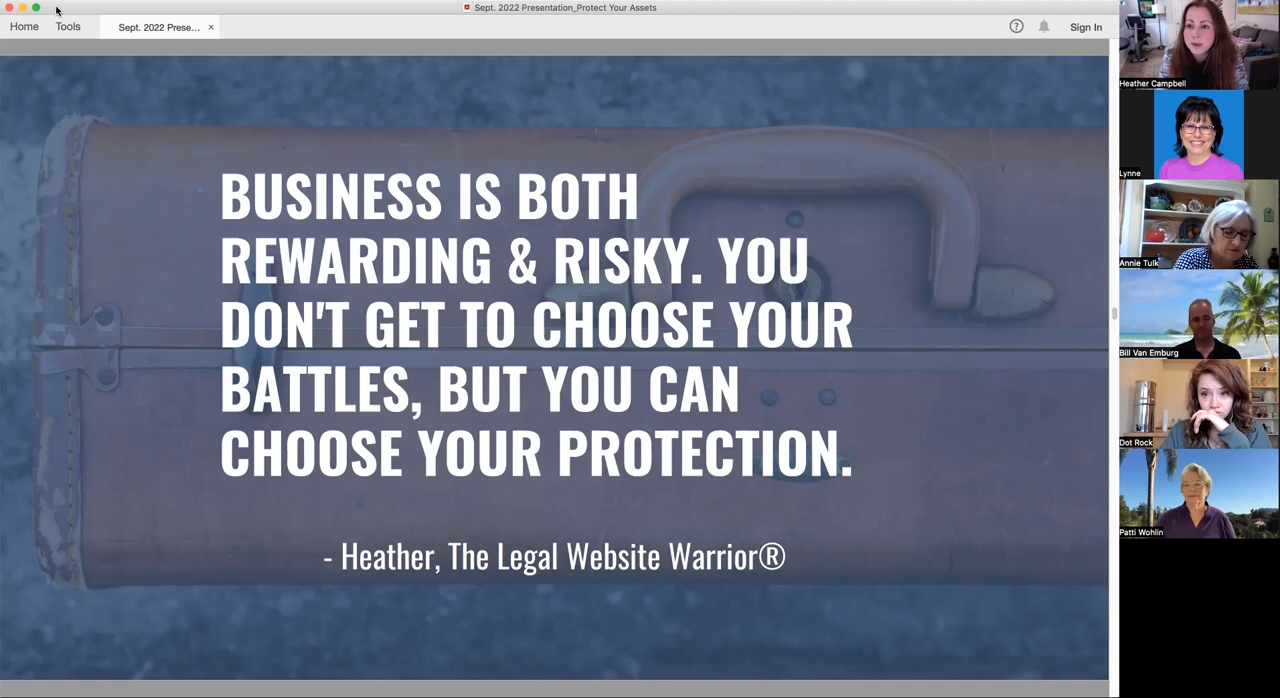 Sept. 2022 Presentation_Protect Your Assets
Home
Tools
Sept. 2022 Prese... ×
?
Sign In
BUSINESS IS BOTH
REWARDING & RISKY. YOU
DON'T GET TO CHOOSE YOUR
BATTLES, BUT YOU CAN
CHOOSE YOUR PROTECTION.
- Heather, The Legal Website Warrior®
Heather Campbell
Lynne
Annie Tulk
Bill Van Emburg
Dot Rock
Patti Wohlin